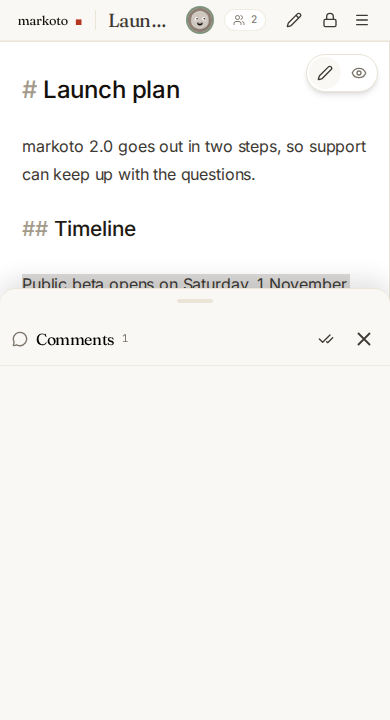 markoto
Laun...
2
# Launch plan
markoto 2.0 goes out in two steps, so support
can keep up with the questions.
## Timeline
Public beta opens on Saturday, 1 November
Comments 1